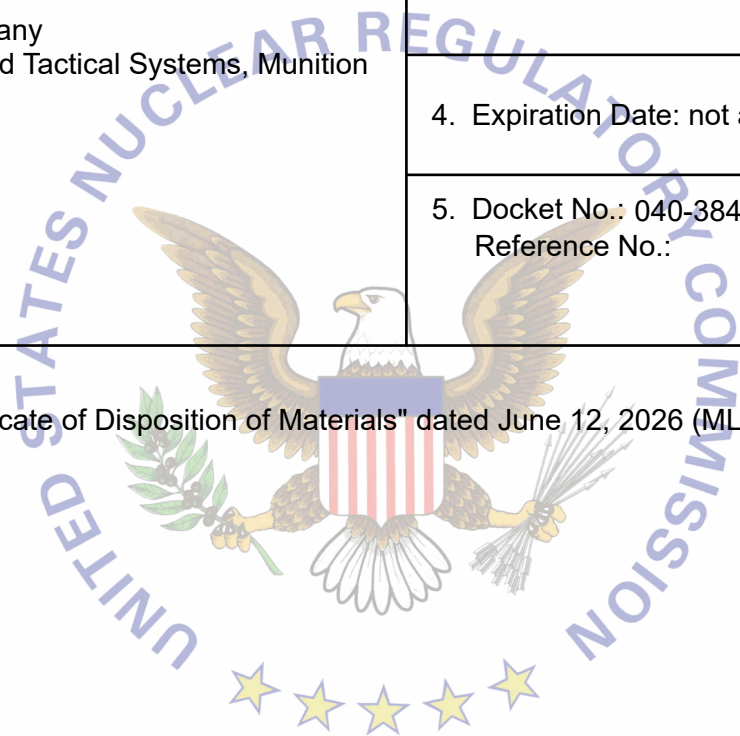 any
d Tactical Systems, Munition
4. Expiration Date: not a
5. Docket No.: 040-384
Reference No.:
cate of Disposition of Materials" dated June 12, 2026 (ML
UNITED STATES NUCLEAR REGULATORY COMMISSION